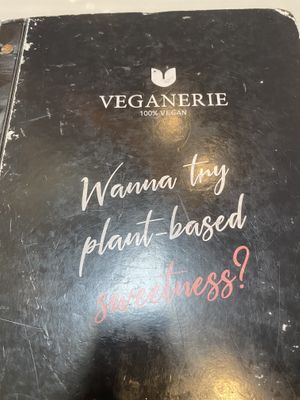 VEGANERIE
100% VEGAN
Wanna try
plant-based
sweetness?